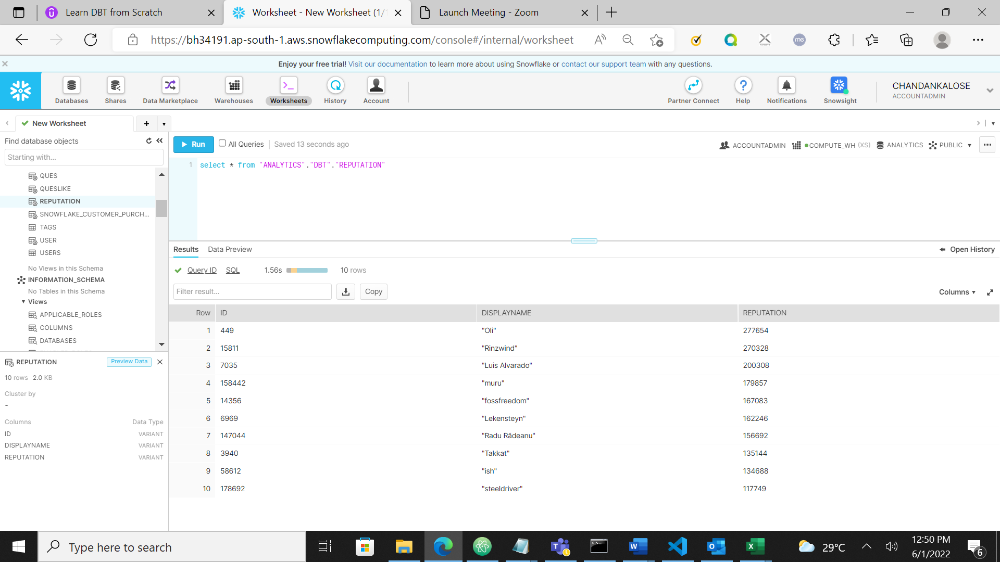 Learn DBT from Scratch
Worksheet - New Worksheet (1/
Launch Meeting - Zoom
https://bh34191.ap-south-1.aws.snowflakecomputing.com/console#/internal/worksheet
Enjoy your free trial! Visit our documentation to learn more about using Snowflake or contact our support team with any questions.
Databases
Shares
Data Marketplace
Warehouses
Worksheets
History
Account
Partner Connect
Help
Notifications
Snowsight
CHANDANKALOSE
ACCOUNTADMIN
New Worksheet
Find database objects
Starting with...
Run
All Queries
Saved 13 seconds ago
ACCOUNTADMIN
COMPUTE_WH (XS)
ANALYTICS
PUBLIC
1 select * from "ANALYTICS"."DBT"."REPUTATION"
QUES
QUESLIKE
REPUTATION
SNOWFLAKE_CUSTOMER_PURCH...
TAGS
USER
USERS
No Views in this Schema
INFORMATION_SCHEMA
No Tables in this Schema
Views
APPLICABLE_ROLES
COLUMNS
DATABASES
REPUTATION
Preview Data
10 rows 2.0 KB
Cluster by
-
Columns Data Type
ID VARIANT
DISPLAYNAME VARIANT
REPUTATION VARIANT
Results
Data Preview
Open History
Query ID SQL 1.56s 10 rows
Filter result...
Copy
Columns
Row ID DISPLAYNAME REPUTATION
1 449 "Oli" 277654
2 15811 "Rinzwind" 270328
3 7035 "Luis Alvarado" 200308
4 158442 "muru" 179857
5 14356 "fossfreedom" 167083
6 6969 "Lekensteyn" 162246
7 147044 "Radu Rădeanu" 156692
8 3940 "Takkat" 135144
9 58612 "ish" 134688
10 178692 "steeldriver" 117749
Type here to search
29°C
12:50 PM
6/1/2022
6